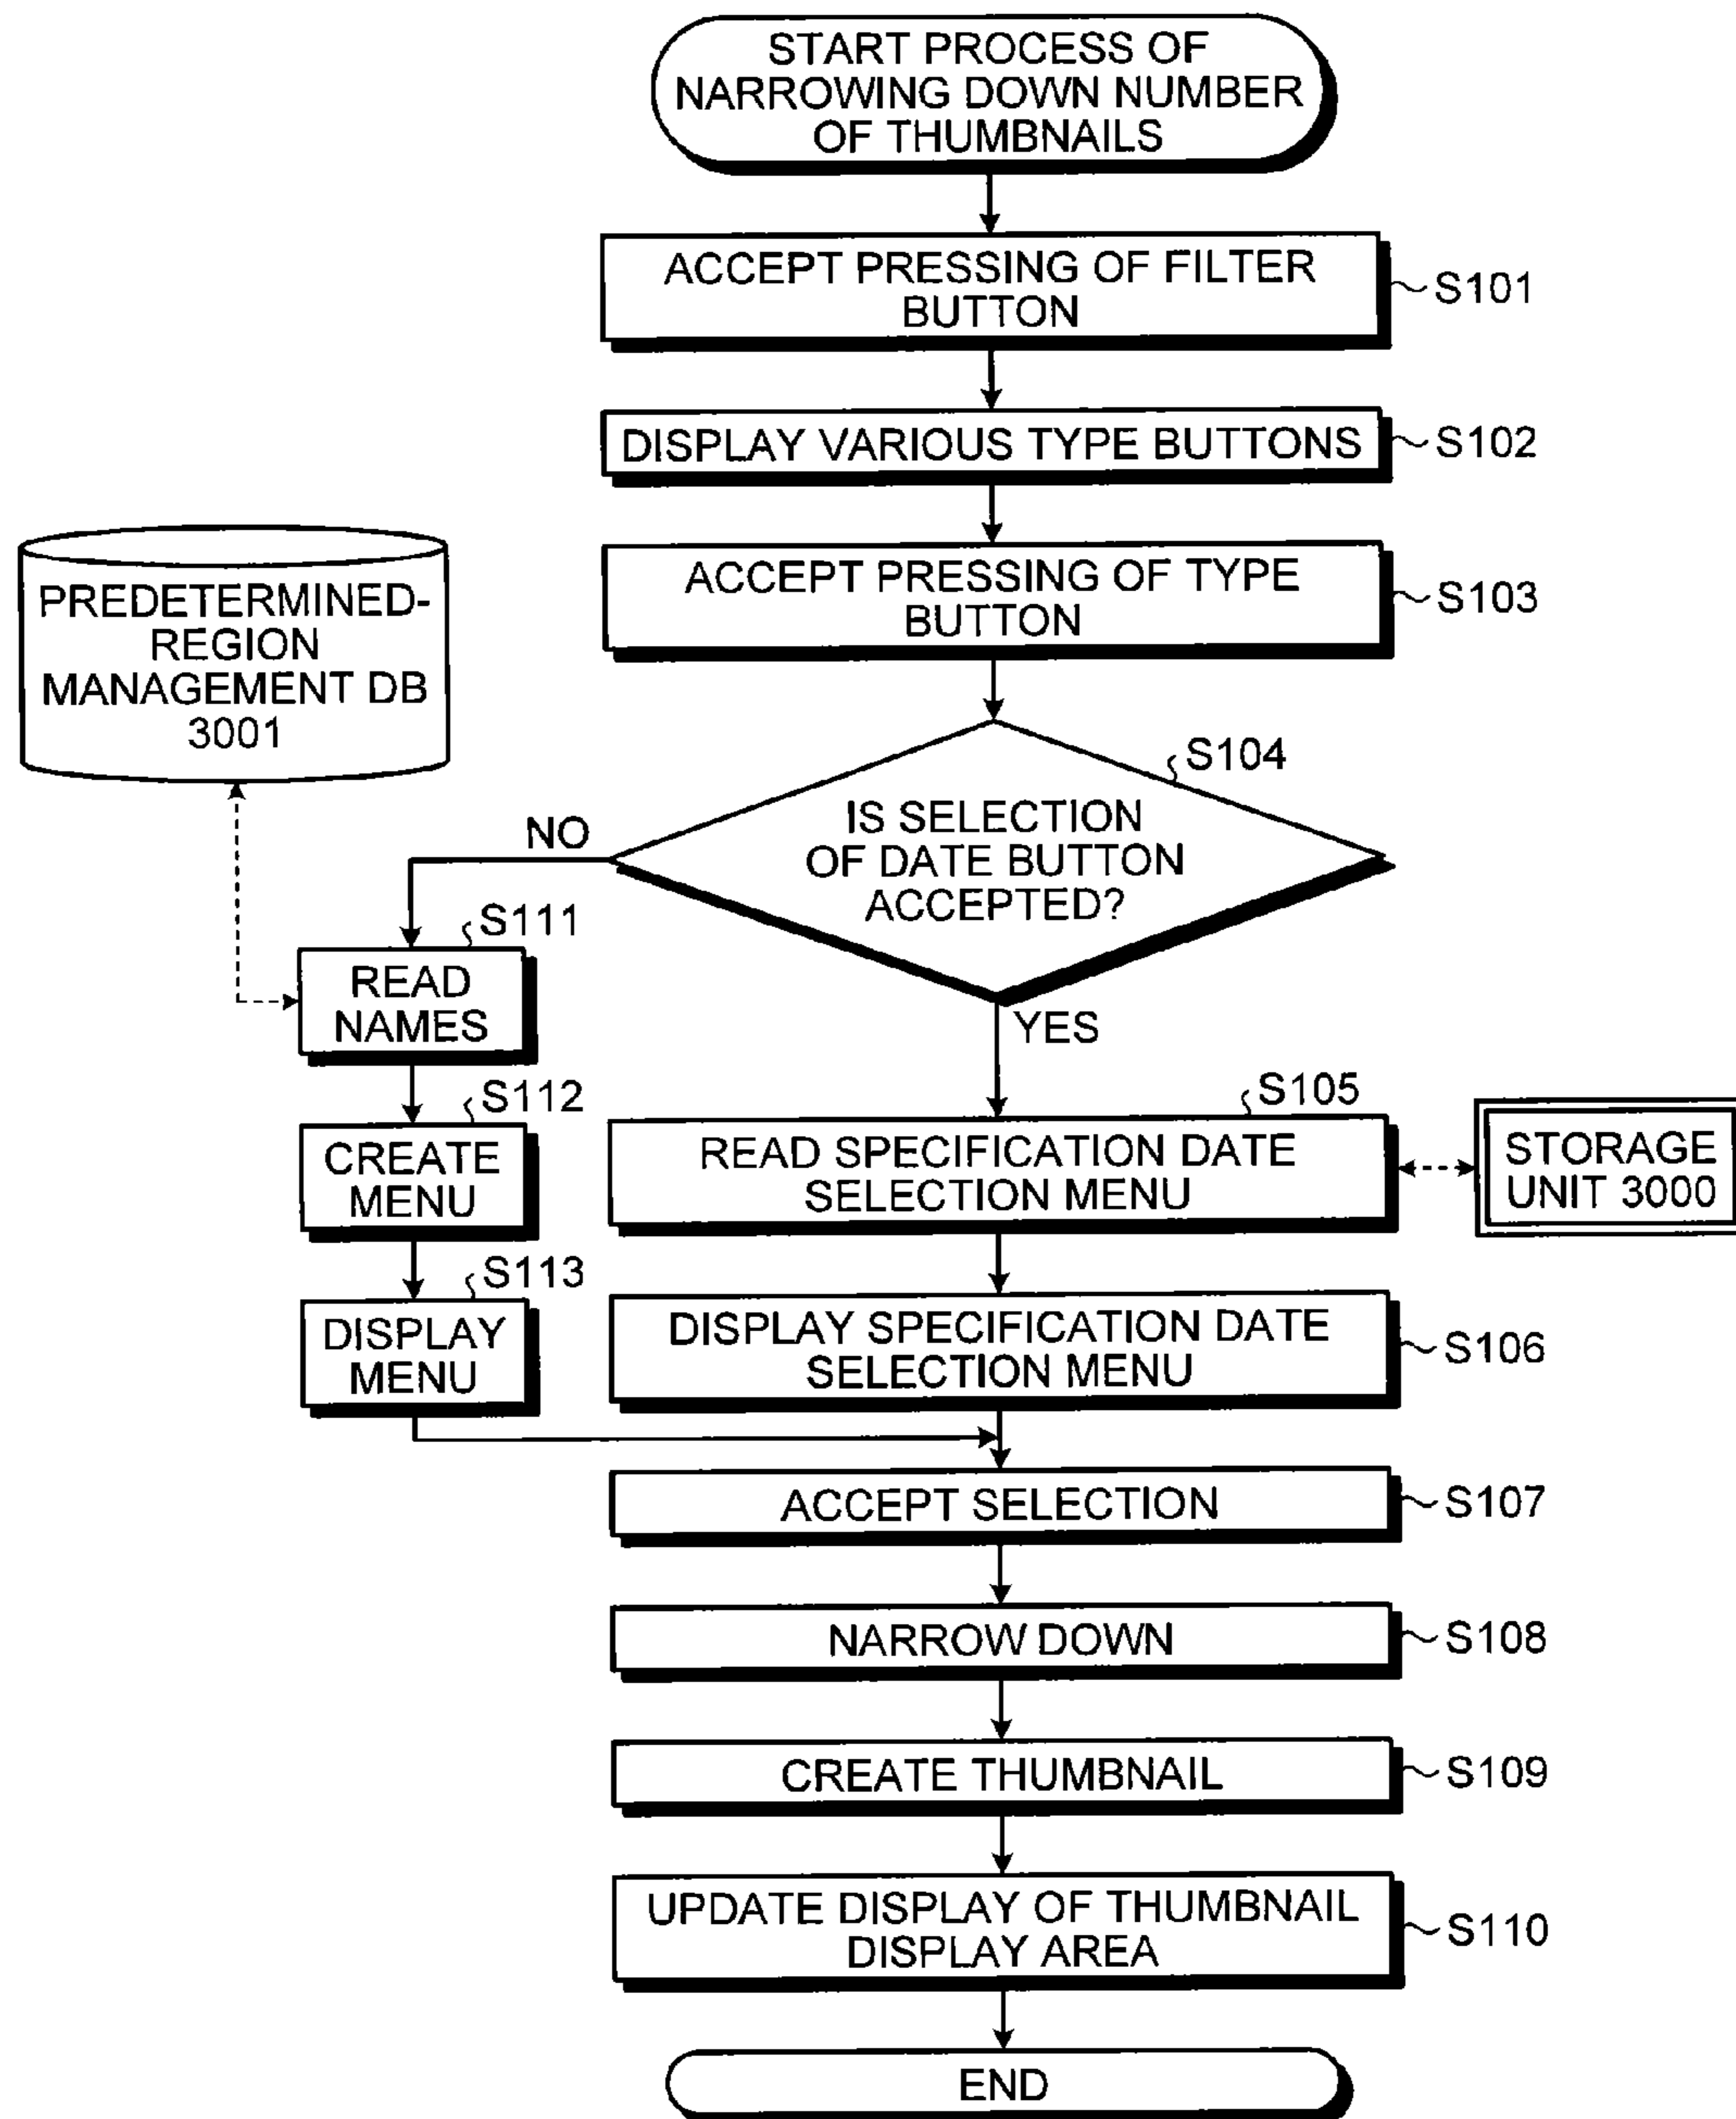 START PROCESS OF
NARROWING DOWN NUMBER
OF THUMBNAILS
ACCEPT PRESSING OF FILTER
BUTTON
S101
DISPLAY VARIOUS TYPE BUTTONS
S102
PREDETERMINED-
REGION
MANAGEMENT DB
3001
ACCEPT PRESSING OF TYPE
BUTTON
S103
S104
IS SELECTION
OF DATE BUTTON
ACCEPTED?
NO
YES
S111
READ
NAMES
S112
CREATE
MENU
S113
DISPLAY
MENU
S105
READ SPECIFICATION DATE
SELECTION MENU
STORAGE
UNIT 3000
DISPLAY SPECIFICATION DATE
SELECTION MENU
S106
ACCEPT SELECTION
S107
NARROW DOWN
S108
CREATE THUMBNAIL
S109
UPDATE DISPLAY OF THUMBNAIL
DISPLAY AREA
S110
END